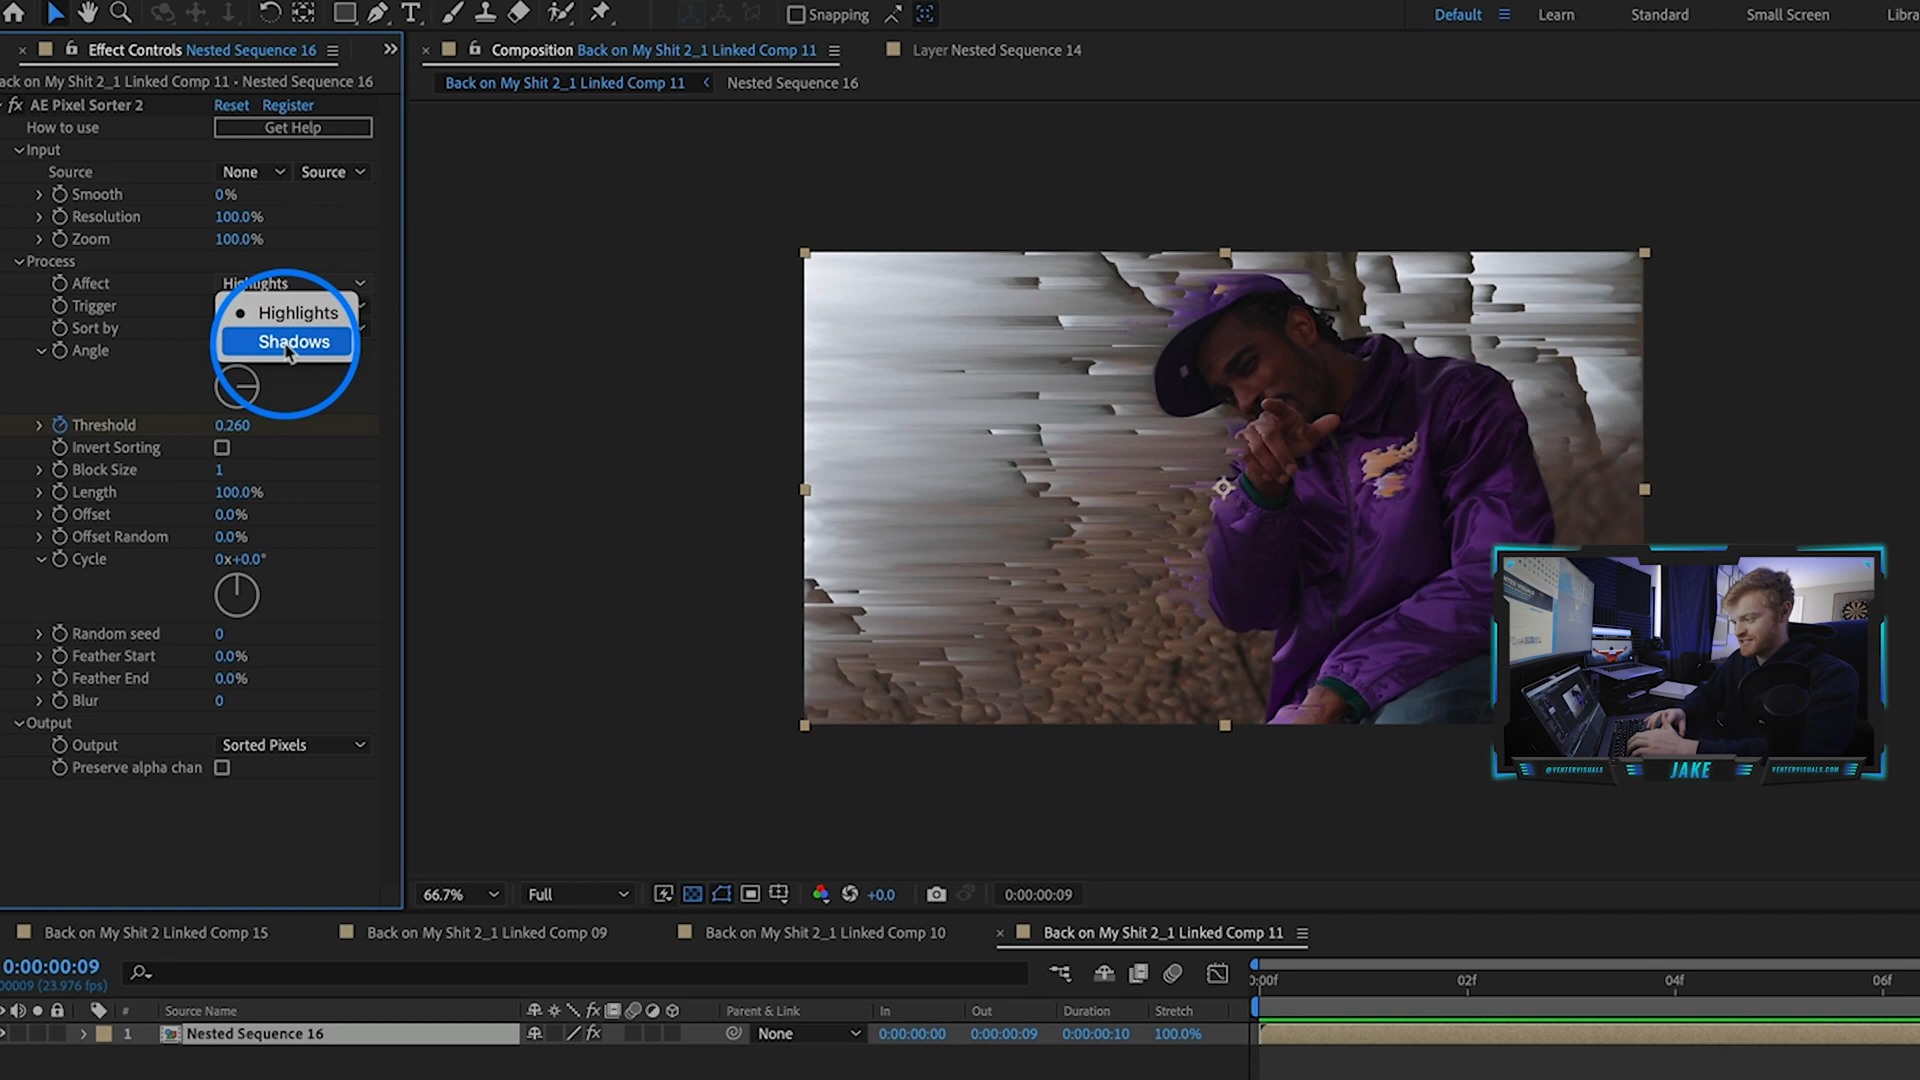 Snapping
Default
Learn
Standard
Small Screen
Libra
Effect Controls Nested Sequence 16
Composition Back on My Shit 2_1 Linked Comp 11
Layer Nested Sequence 14
ack on My Shit 2_1 Linked Comp 11 • Nested Sequence 16
Back on My Shit 2_1 Linked Comp 11
Nested Sequence 16
fx AE Pixel Sorter 2 Reset Register
How to use Get Help
Input
Source None Source
Smooth 0%
Resolution 100.0%
Zoom 100.0%
Process
Affect Highlights
Trigger
Highlights
Sort by
Shadows
Angle
Threshold 0.260
Invert Sorting
Block Size 1
Length 100.0%
Offset 0.0%
Offset Random 0.0%
Cycle 0x+0.0°
Random seed 0
Feather Start 0.0%
Feather End 0.0%
Blur 0
Output
Output Sorted Pixels
Preserve alpha chan
@VENTERVISUALS JAKE VENTERVISUALS.COM
66.7% Full +0.0 0:00:00:09
Back on My Shit 2 Linked Comp 15
Back on My Shit 2_1 Linked Comp 09
Back on My Shit 2_1 Linked Comp 10
Back on My Shit 2_1 Linked Comp 11
0:00:00:09
00009 (23.976 fps)
0:00f 02f 04f 06f
# Source Name fx Parent & Link In Out Duration Stretch
1 Nested Sequence 16 fx None 0:00:00:00 0:00:00:09 0:00:00:10 100.0%